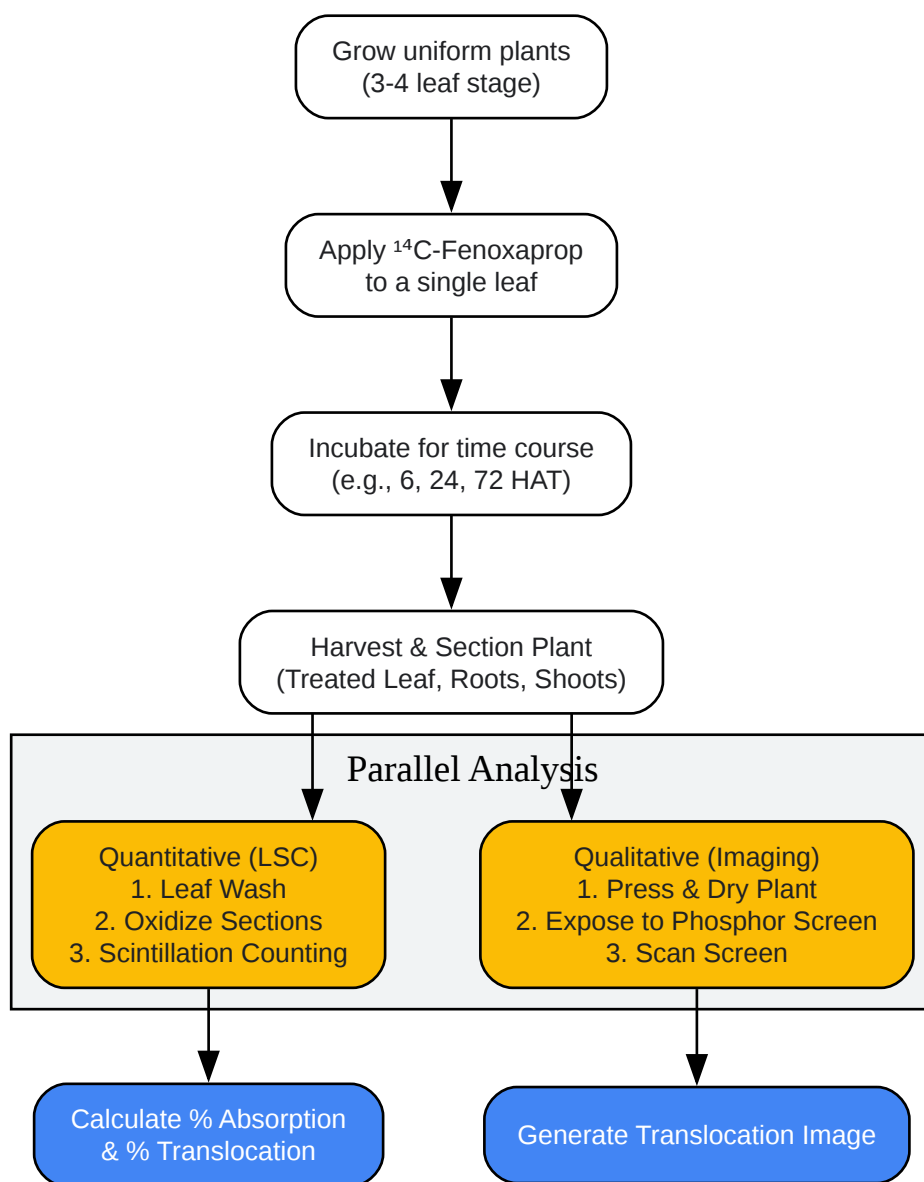 Grow uniform plants
(3-4 leaf stage)
Apply ¹⁴C-Fenoxaprop
to a single leaf
Incubate for time course
(e.g., 6, 24, 72 HAT)
Harvest & Section Plant
(Treated Leaf, Roots, Shoots)
Parallel Analysis
Quantitative (LSC)
1. Leaf Wash
2. Oxidize Sections
3. Scintillation Counting
Qualitative (Imaging)
1. Press & Dry Plant
2. Expose to Phosphor Screen
3. Scan Screen
Calculate % Absorption
& % Translocation
Generate Translocation Image